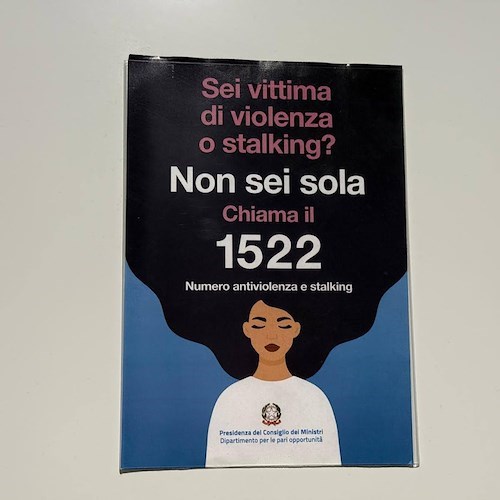 Sei vittima
di violenza
o stalking?
Non sei sola
Chiama il
1522
Numero antiviolenza e stalking
Presidenza del Consiglio dei Ministri
Dipartimento per le pari opportunità